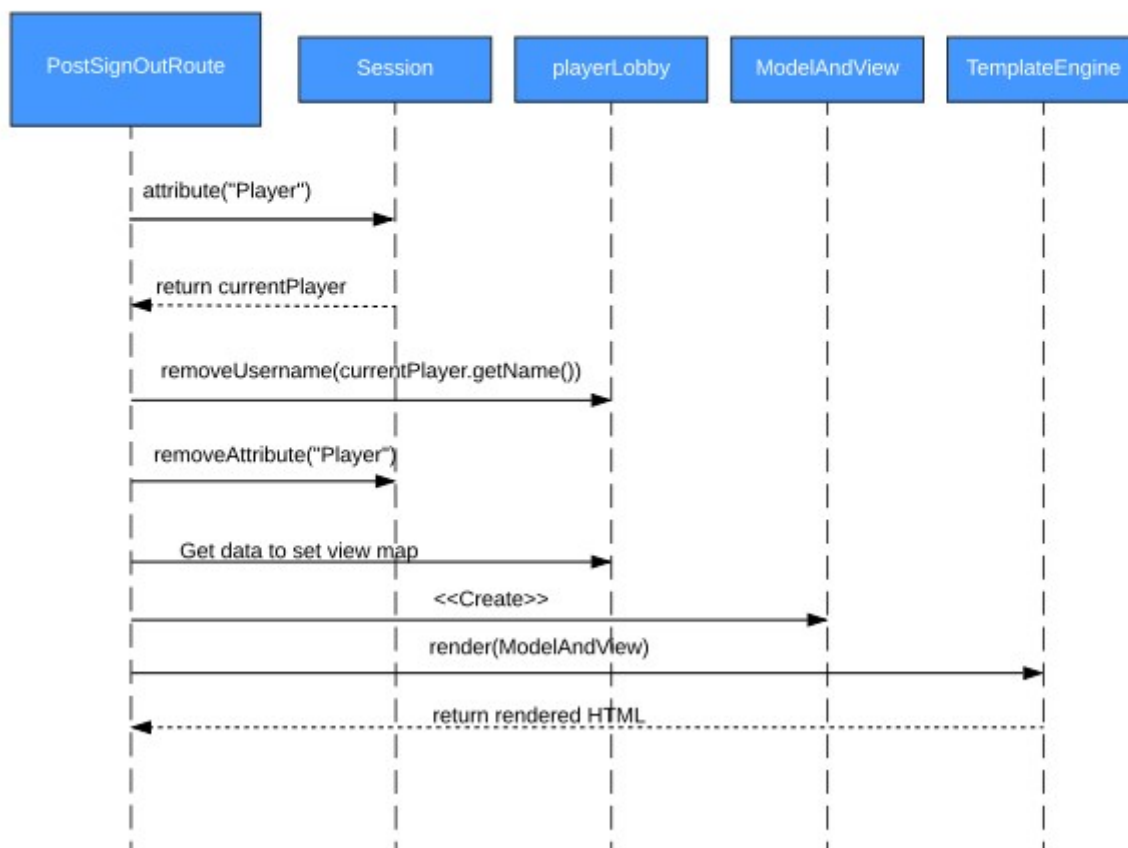 PostSignOutRoute
Session
playerLobby
ModelAndView
TemplateEngine
attribute("Player")
return currentPlayer
removeUsername(currentPlayer.getName())
removeAttribute("Player")
Get data to set view map
<<Create>>
render(ModelAndView)
return rendered HTML